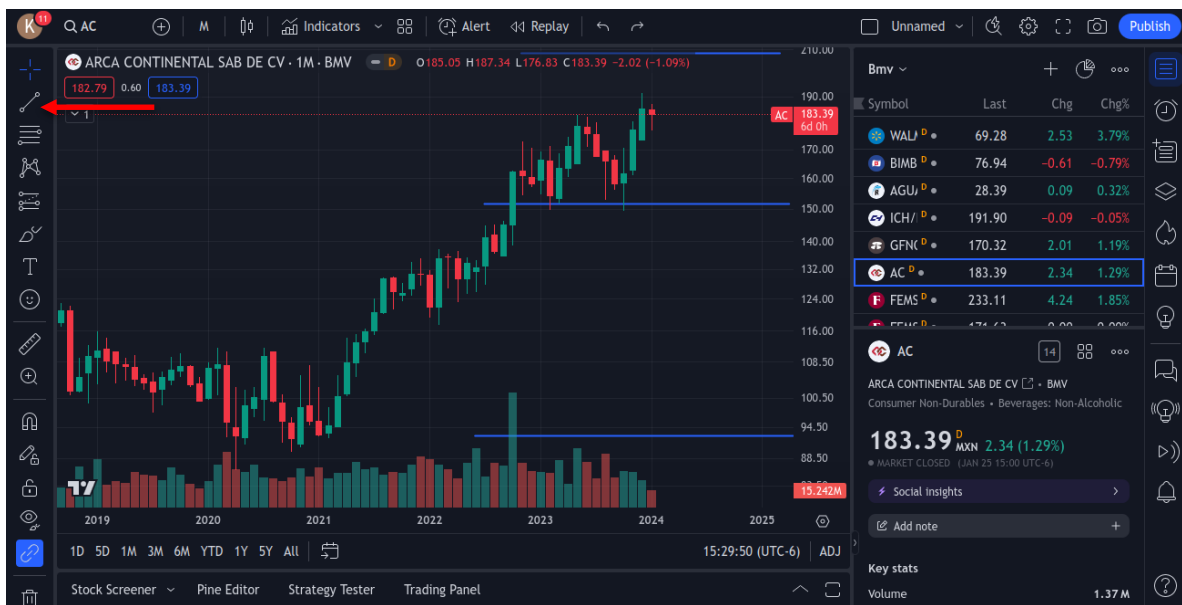 K 11 AC M Indicators Alert Replay Unnamed Publish
ARCA CONTINENTAL SAB DE CV · 1M · BMV D O185.05 H187.34 L176.83 C183.39 −2.02 (−1.09%)
182.79 0.60 183.39
1
210.00
190.00
AC 183.39
6d 0h
170.00
160.00
150.00
140.00
132.00
124.00
116.00
108.50
100.50
94.50
88.50
15.242M
2019 2020 2021 2022 2023 2024 2025
1D 5D 1M 3M 6M YTD 1Y 5Y All 15:29:50 (UTC-6) ADJ
Stock Screener Pine Editor Strategy Tester Trading Panel
Bmv
Symbol Last Chg Chg%
D 69.28 2.53 3.79%
BIMB D 76.94 −0.61 −0.79%
AGU D 28.39 0.09 0.32%
ICH/ D 191.90 −0.09 −0.05%
GFN D 170.32 2.01 1.19%
AC D 183.39 2.34 1.29%
F FEMS D 233.11 4.24 1.85%
AC 14
ARCA CONTINENTAL SAB DE CV • BMV
Consumer Non-Durables • Beverages: Non-Alcoholic
183.39 D MXN 2.34 (1.29%)
MARKET CLOSED (JAN 25 15:00 UTC-6)
Social insights
Add note
Key stats
Volume 1.37 M